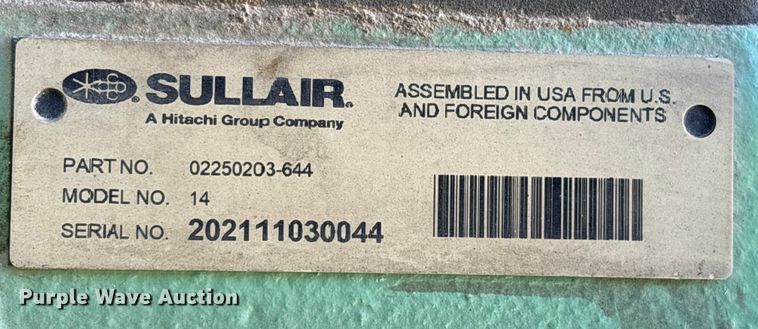 SULLAIR®
A Hitachi Group Company
ASSEMBLED IN USA FROM U.S.
AND FOREIGN COMPONENTS
PART NO. 02250203-644
MODEL NO. 14
SERIAL NO. 202111030044
Purple Wave Auction